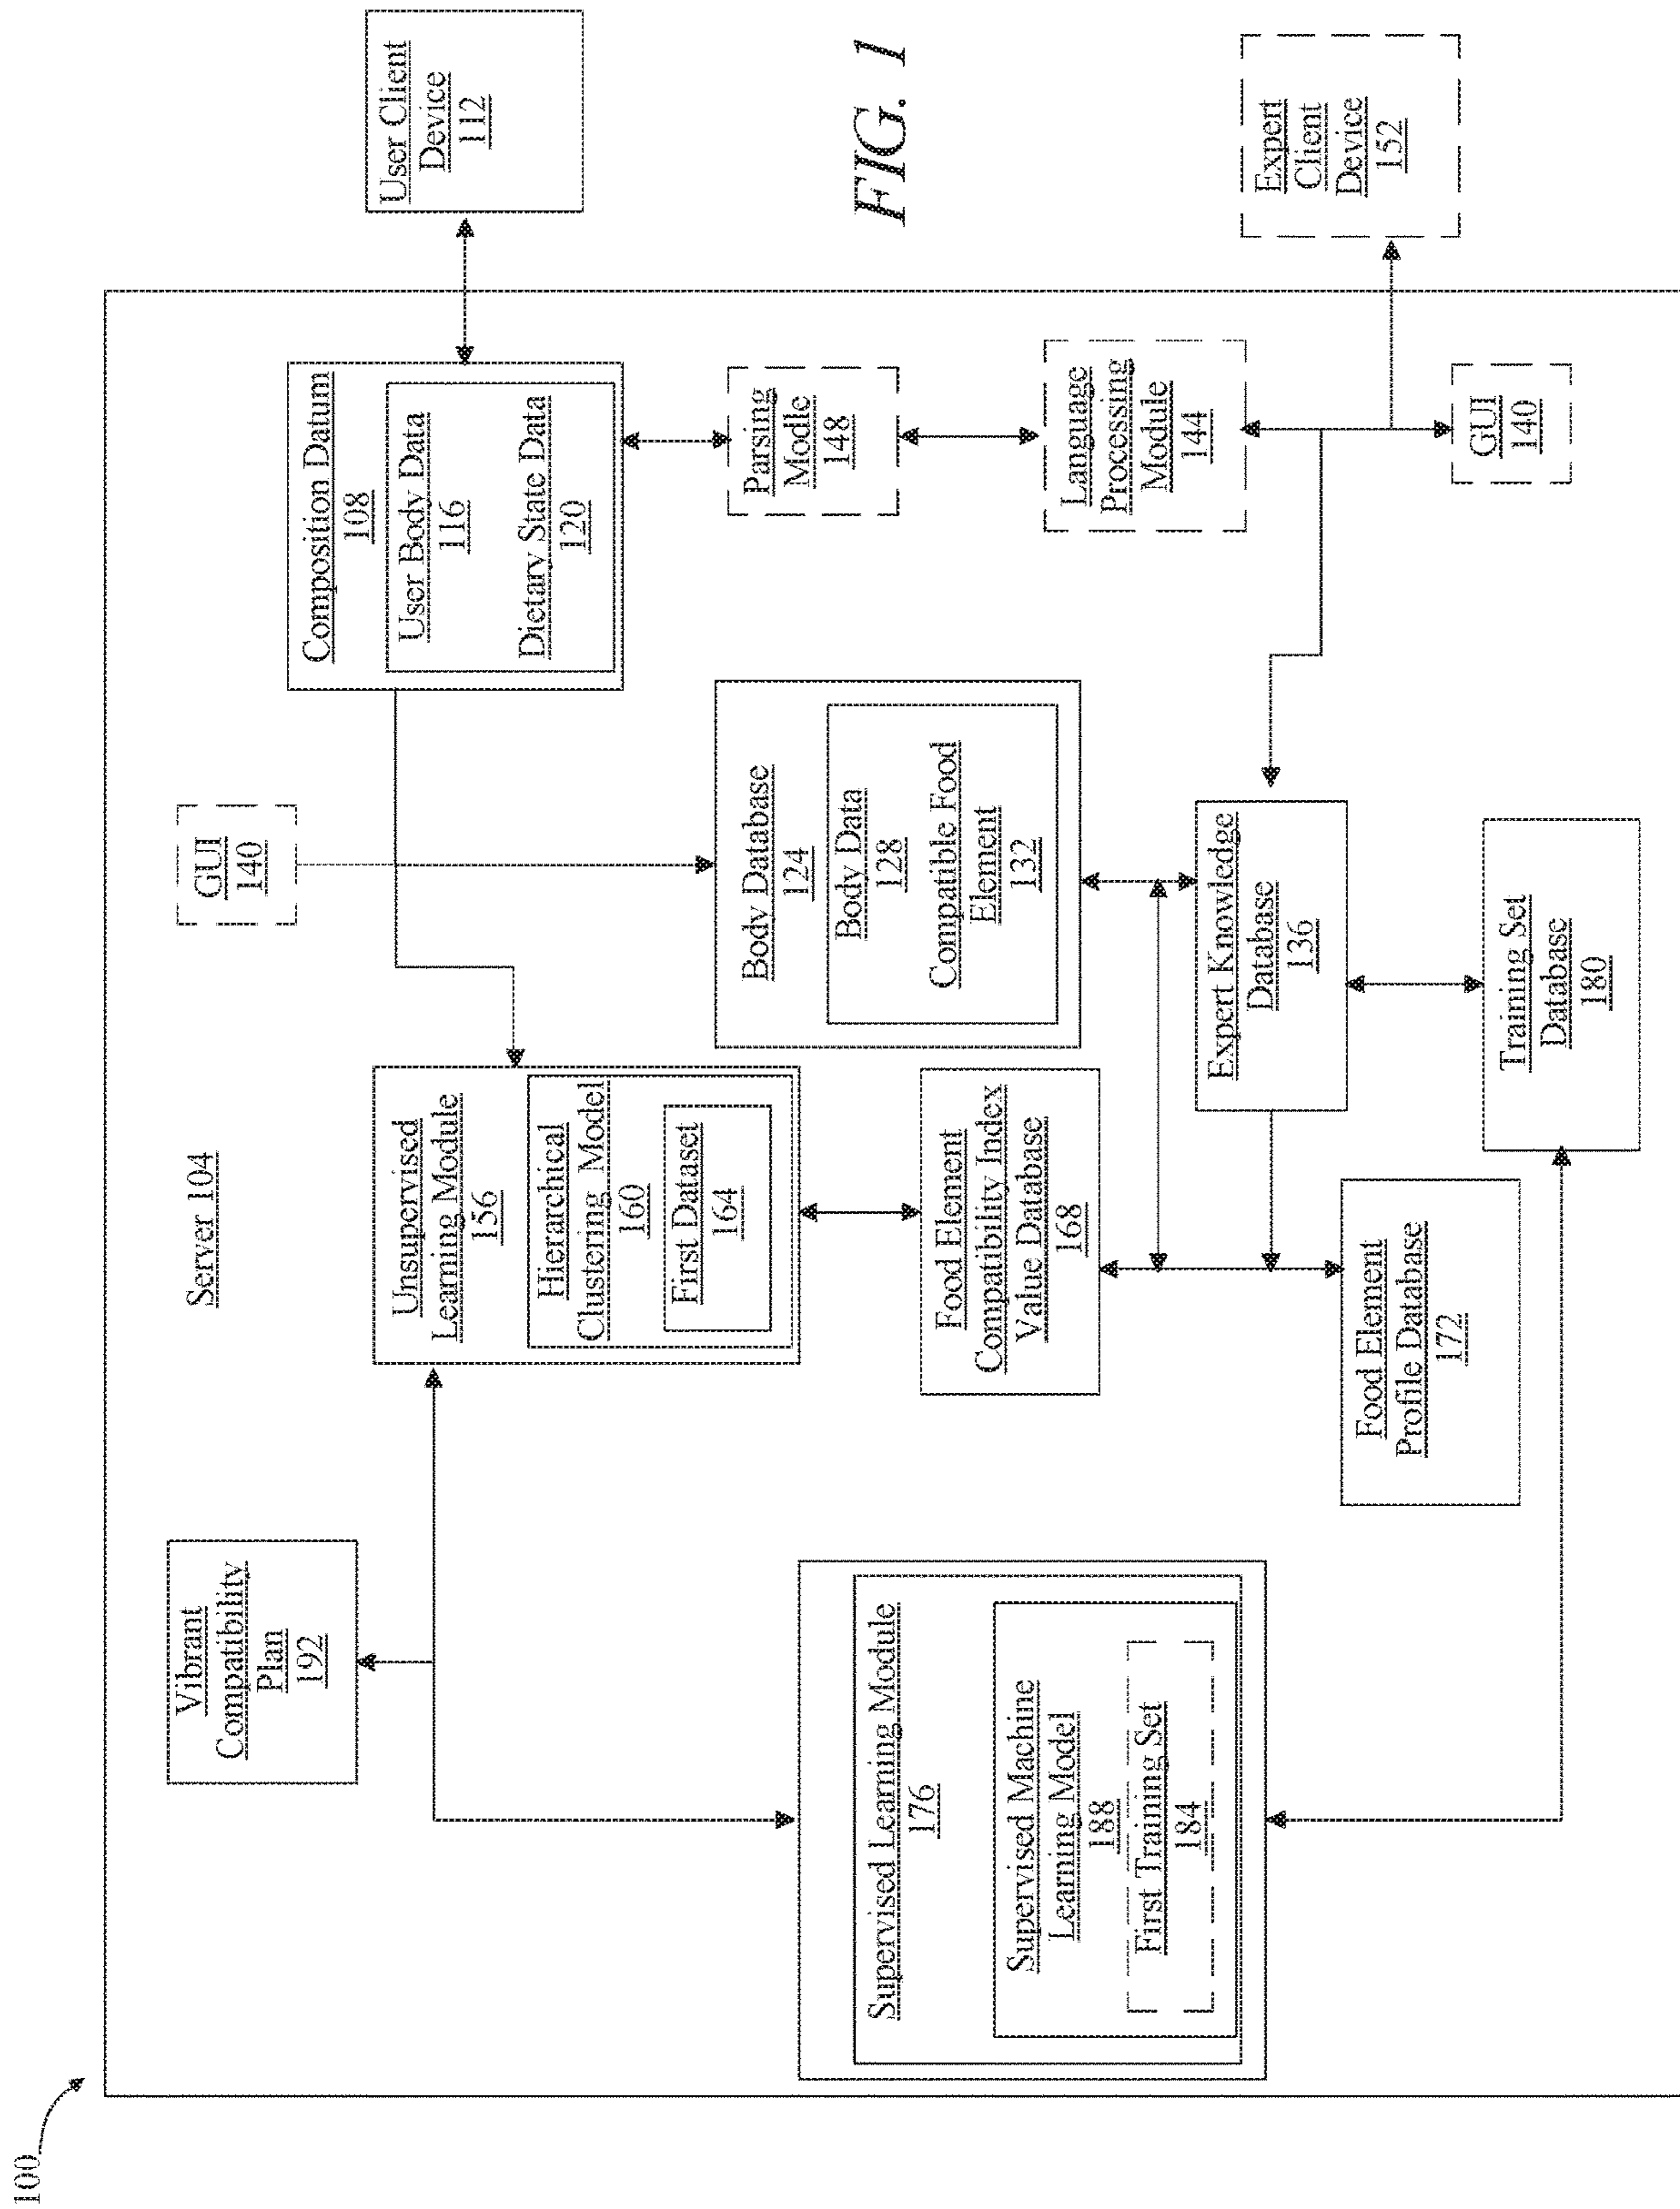 100
Server 104
Vibrant
Compatibility
Plan
192
Unsupervised
Learning Module
156
Hierarchical
Clustering Model
160
First Dataset
164
GUI
140
Composition Datum
108
User Body Data
116
Dietary State Data
120
User Client
Device
112
Supervised Learning Module
176
Supervised Machine
Learning Model
188
First Training Set
184
Food Element
Compatibility Index
Value Database
168
Body Database
124
Body Data
128
Compatible Food
Element
132
Parsing
Modle
148
Language
Processing
Module
144
FIG. 1
Food Element
Profile Database
172
Expert Knowledge
Database
136
Training Set
Database
180
GUI
140
Expert
Client
Device
152